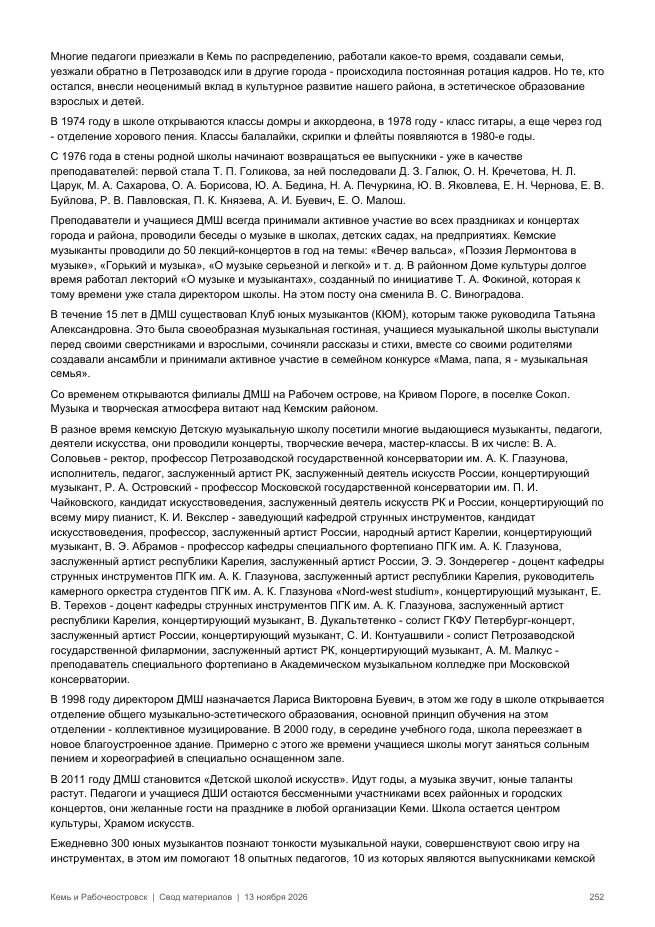 Многие педагоги приезжали в Кемь по распределению, работали какое-то время, создавали семьи,
уезжали обратно в Петрозаводск или в другие города - происходила постоянная ротация кадров. Но те, кто
остался, внесли неоценимый вклад в культурное развитие нашего района, в эстетическое образование
взрослых и детей.
В 1974 году в школе открываются классы домры и аккордеона, в 1978 году - класс гитары, а еще через год
- отделение хорового пения. Классы балалайки, скрипки и флейты появляются в 1980-е годы.
С 1976 года в стены родной школы начинают возвращаться ее выпускники - уже в качестве
преподавателей: первой стала Т. П. Голикова, за ней последовали Д. З. Галюк, О. Н. Кречетова, Н. Л.
Царук, М. А. Сахарова, О. А. Борисова, Ю. А. Бедина, Н. А. Печуркина, Ю. В. Яковлева, Е. Н. Чернова, Е. В.
Буйлова, Р. В. Павловская, П. К. Князева, А. И. Буевич, Е. О. Малош.
Преподаватели и учащиеся ДМШ всегда принимали активное участие во всех праздниках и концертах
города и района, проводили беседы о музыке в школах, детских садах, на предприятиях. Кемские
музыканты проводили до 50 лекций-концертов в год на темы: «Вечер вальса», «Поэзия Лермонтова в
музыке», «Горький и музыка», «О музыке серьезной и легкой» и т. д. В районном Доме культуры долгое
время работал лекторий «О музыке и музыкантах», созданный по инициативе Т. А. Фокиной, которая к
тому времени уже стала директором школы. На этом посту она сменила В. С. Виноградова.
В течение 15 лет в ДМШ существовал Клуб юных музыкантов (КЮМ), которым также руководила Татьяна
Александровна. Это была своеобразная музыкальная гостиная, учащиеся музыкальной школы выступали
перед своими сверстниками и взрослыми, сочиняли рассказы и стихи, вместе со своими родителями
создавали ансамбли и принимали активное участие в семейном конкурсе «Мама, папа, я - музыкальная
семья».
Со временем открываются филиалы ДМШ на Рабочем острове, на Кривом Пороге, в поселке Сокол.
Музыка и творческая атмосфера витают над Кемским районом.
В разное время кемскую Детскую музыкальную школу посетили многие выдающиеся музыканты, педагоги,
деятели искусства, они проводили концерты, творческие вечера, мастер-классы. В их числе: В. А.
Соловьев - ректор, профессор Петрозаводской государственной консерватории им. А. К. Глазунова,
исполнитель, педагог, заслуженный артист РК, заслуженный деятель искусств России, концертирующий
музыкант, Р. А. Островский - профессор Московской государственной консерватории им. П. И.
Чайковского, кандидат искусствоведения, заслуженный деятель искусств РК и России, концертирующий по
всему миру пианист, К. И. Векслер - заведующий кафедрой струнных инструментов, кандидат
искусствоведения, профессор, заслуженный артист России, народный артист Карелии, концертирующий
музыкант, В. Э. Абрамов - профессор кафедры специального фортепиано ПГК им. А. К. Глазунова,
заслуженный артист республики Карелия, заслуженный артист России, Э. Э. Зондерегер - доцент кафедры
струнных инструментов ПГК им. А. К. Глазунова, заслуженный артист республики Карелия, руководитель
камерного оркестра студентов ПГК им. А. К. Глазунова «Nord-west studium», концертирующий музыкант, Е.
В. Терехов - доцент кафедры струнных инструментов ПГК им. А. К. Глазунова, заслуженный артист
республики Карелия, концертирующий музыкант, В. Дукальтетенко - солист ГКФУ Петербург-концерт,
заслуженный артист России, концертирующий музыкант, С. И. Контуашвили - солист Петрозаводской
государственной филармонии, заслуженный артист РК, концертирующий музыкант, А. М. Малкус -
преподаватель специального фортепиано в Академическом музыкальном колледже при Московской
консерватории.
В 1998 году директором ДМШ назначается Лариса Викторовна Буевич, в этом же году в школе открывается
отделение общего музыкально-эстетического образования, основной принцип обучения на этом
отделении - коллективное музицирование. В 2000 году, в середине учебного года, школа переезжает в
новое благоустроенное здание. Примерно с этого же времени учащиеся школы могут заняться сольным
пением и хореографией в специально оснащенном зале.
В 2011 году ДМШ становится «Детской школой искусств». Идут годы, а музыка звучит, юные таланты
растут. Педагоги и учащиеся ДШИ остаются бессменными участниками всех районных и городских
концертов, они желанные гости на празднике в любой организации Кеми. Школа остается центром
культуры, Храмом искусств.
Ежедневно 300 юных музыкантов познают тонкости музыкальной науки, совершенствуют свою игру на
инструментах, в этом им помогают 18 опытных педагогов, 10 из которых являются выпускниками кемской
Кемь и Рабочеостровск | Свод материалов | 13 ноября 2026 252